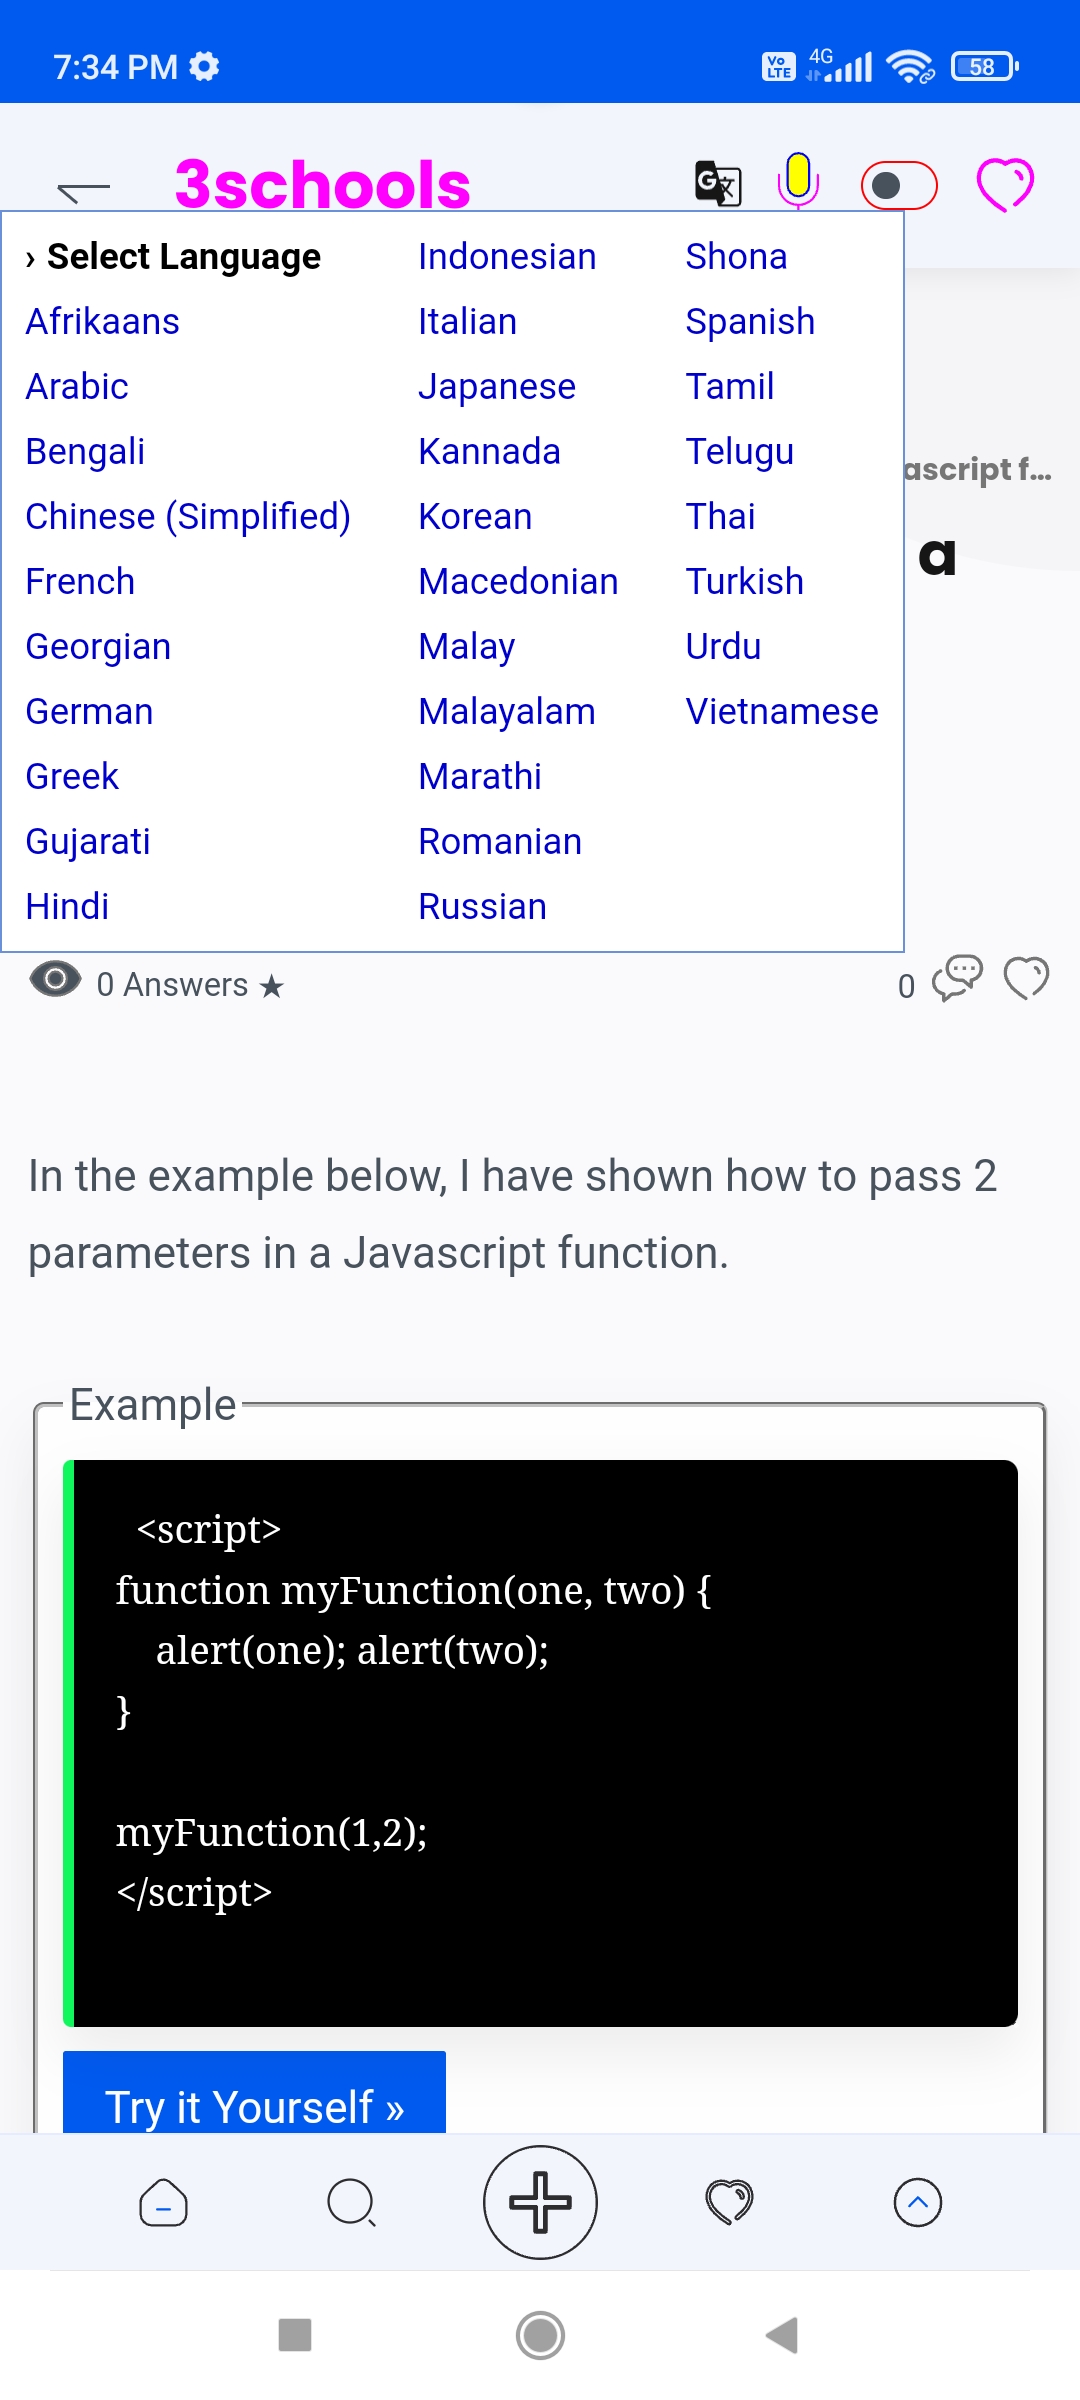 7:34 PM
Vo LTE
4G
58
3schools
› Select Language
Afrikaans
Arabic
Bengali
Chinese (Simplified)
French
Georgian
German
Greek
Gujarati
Hindi
Indonesian
Italian
Japanese
Kannada
Korean
Macedonian
Malay
Malayalam
Marathi
Romanian
Russian
Shona
Spanish
Tamil
Telugu
Thai
Turkish
Urdu
Vietnamese
ascript f...
a
0 Answers ★
0
In the example below, I have shown how to pass 2
parameters in a Javascript function.
Example
<script>
function myFunction(one, two) {
alert(one); alert(two);
}
myFunction(1,2);
</script>
Try it Yourself »